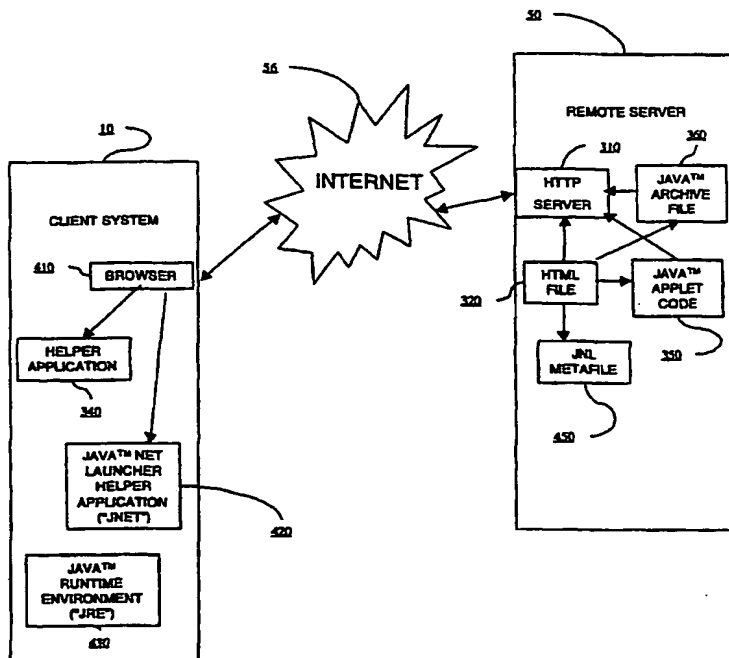 50
56
REMOTE SERVER
10
310
360
INTERNET
HTTP
SERVER
JAVA™
ARCHIVE
FILE
CLIENT SYSTEM
410
BROWSER
320
HTML
FILE
JAVA™
APPLET
CODE
HELPER
APPLICATION
340
JNL
METAFILE
350
450
JAVA™ NET
LAUNCHER
HELPER
APPLICATION
("JNET")
420
JAVA™
RUNTIME
ENVIRONMENT
("JRE")
430